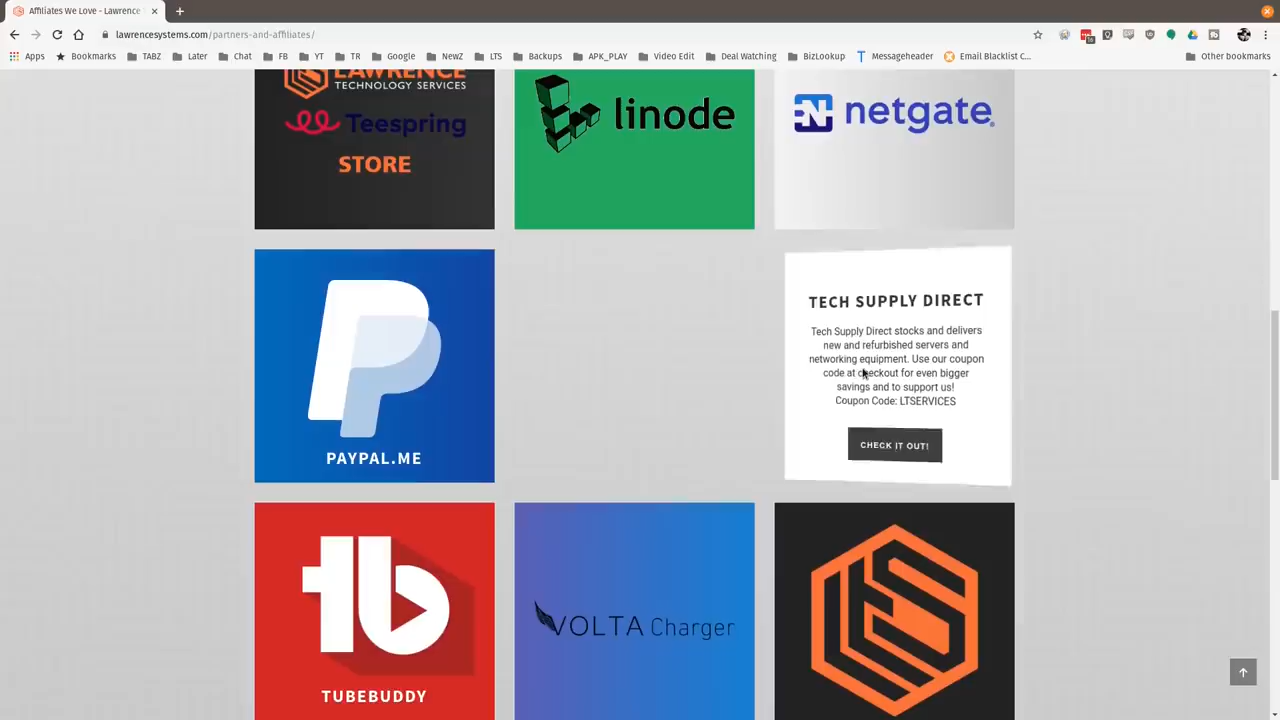 Affiliates We Love - Lawrence
lawrencesystems.com/partners-and-affiliates/
Apps Bookmarks TABZ Later Chat FB YT TR Google NewZ LTS Backups APK_PLAY Video Edit Deal Watching BizLookup Messageheader Email Blacklist C... Other bookmarks
LAWRENCE
TECHNOLOGY SERVICES
Teespring
STORE
linode
netgate
PAYPAL.ME
TECH SUPPLY DIRECT
Tech Supply Direct stocks and delivers
new and refurbished servers and
networking equipment. Use our coupon
code at checkout for even bigger
savings and to support us!
Coupon Code: LTSERVICES
CHECK IT OUT!
tb
TUBEBUDDY
VOLTA Charger